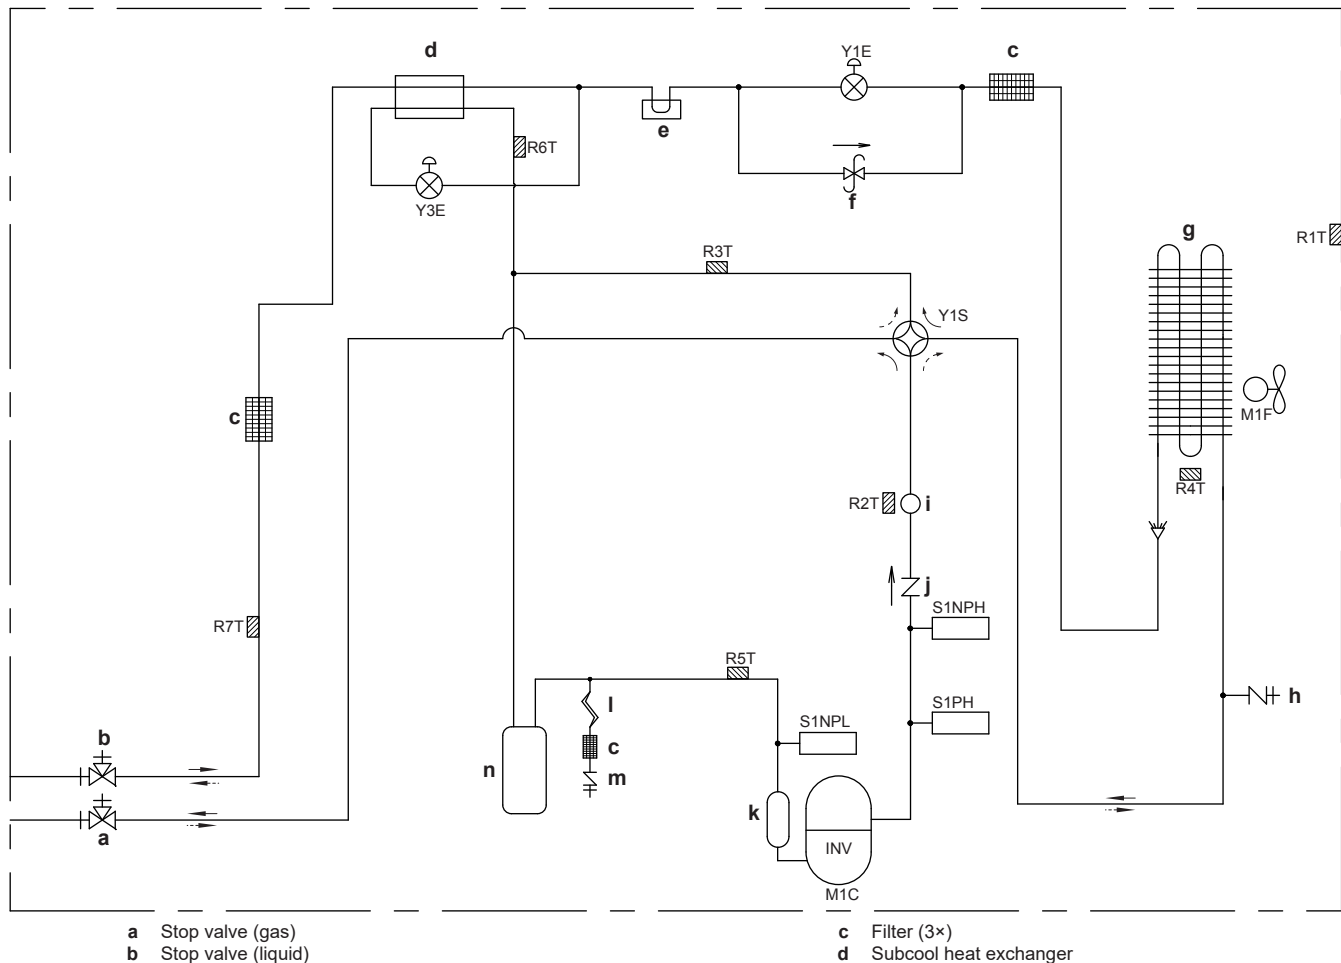 d
Y1E
c
e
R6T
Y3E
f
g
R1T
R3T
Y1S
c
M1F
R4T
R2T
i
j
S1NPH
R7T
R5T
l
S1PH
h
S1NPL
b
n
c
m
k
a
INV
M1C
a Stop valve (gas)
c Filter (3×)
b Stop valve (liquid)
d Subcool heat exchanger